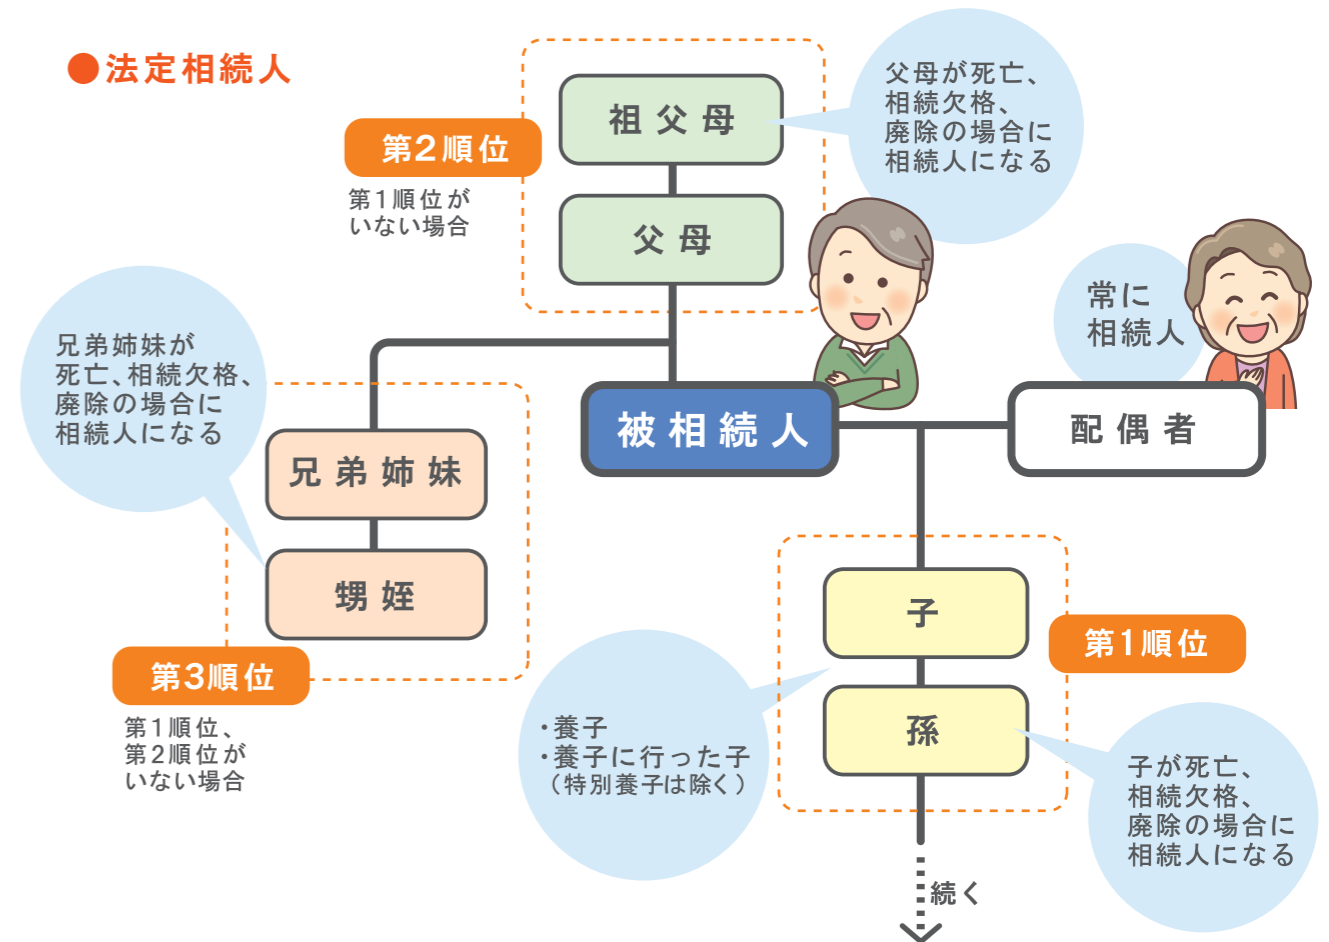 ●法定相続人
第2順位
第1順位が
いない場合
祖父母
父母
父母が死亡、
相続欠格、
廃除の場合に
相続人になる
常に
相続人
被相続人
配偶者
兄弟姉妹が
死亡、相続欠格、
廃除の場合に
相続人になる
兄弟姉妹
甥姪
第3順位
第1順位、
第2順位が
いない場合
子
孫
第1順位
・養子
・養子に行った子
（特別養子は除く）
子が死亡、
相続欠格、
廃除の場合に
相続人になる
続く